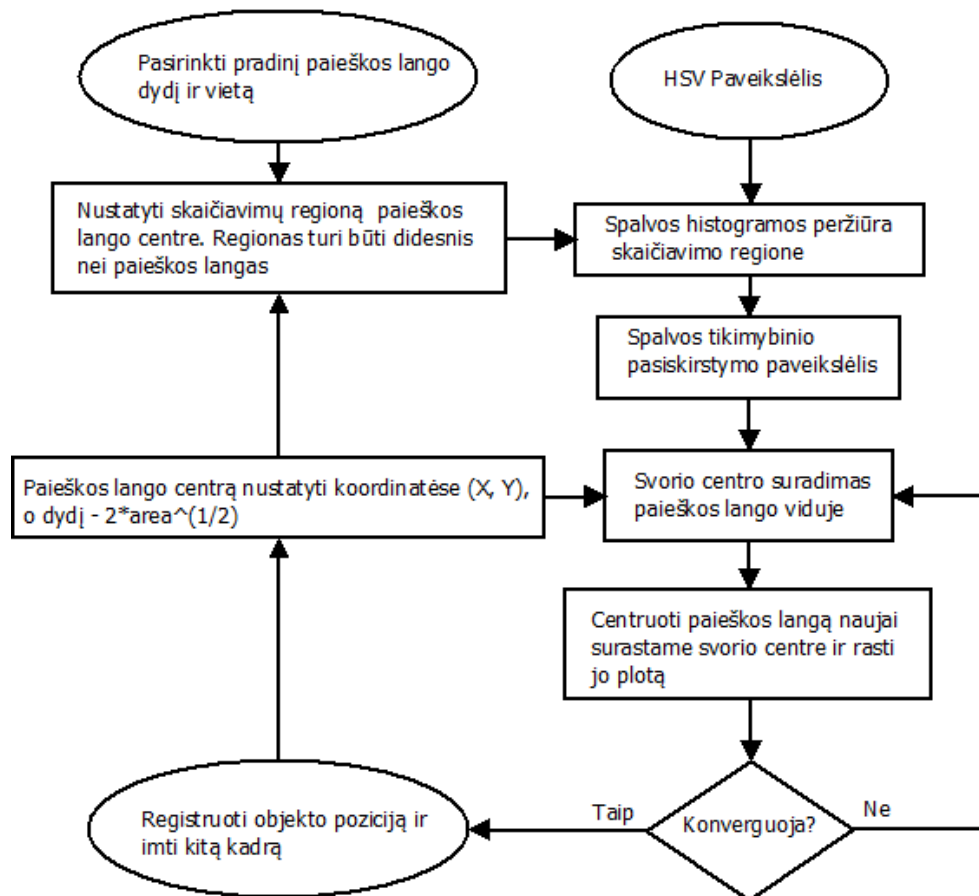 Pasirinkti pradinį paieškos lango
dydį ir vietą
HSV Paveikslėlis
Nustatyti skaičiavimų regioną paieškos
lango centre. Regionas turi būti didesnis
nei paieškos langas
Spalvos histogramos peržiūra
skaičiavimo regione
Spalvos tikimybinio
pasiskirstymo paveikslėlis
Paieškos lango centrą nustatyti koordinatėse (X, Y),
o dydį - 2*area^(1/2)
Svorio centro suradimas
paieškos lango viduje
Centruoti paieškos langą naujai
surastame svorio centre ir rasti
jo plotą
Registruoti objekto poziciją ir
imti kitą kadrą
Taip
Konverguoja?
Ne